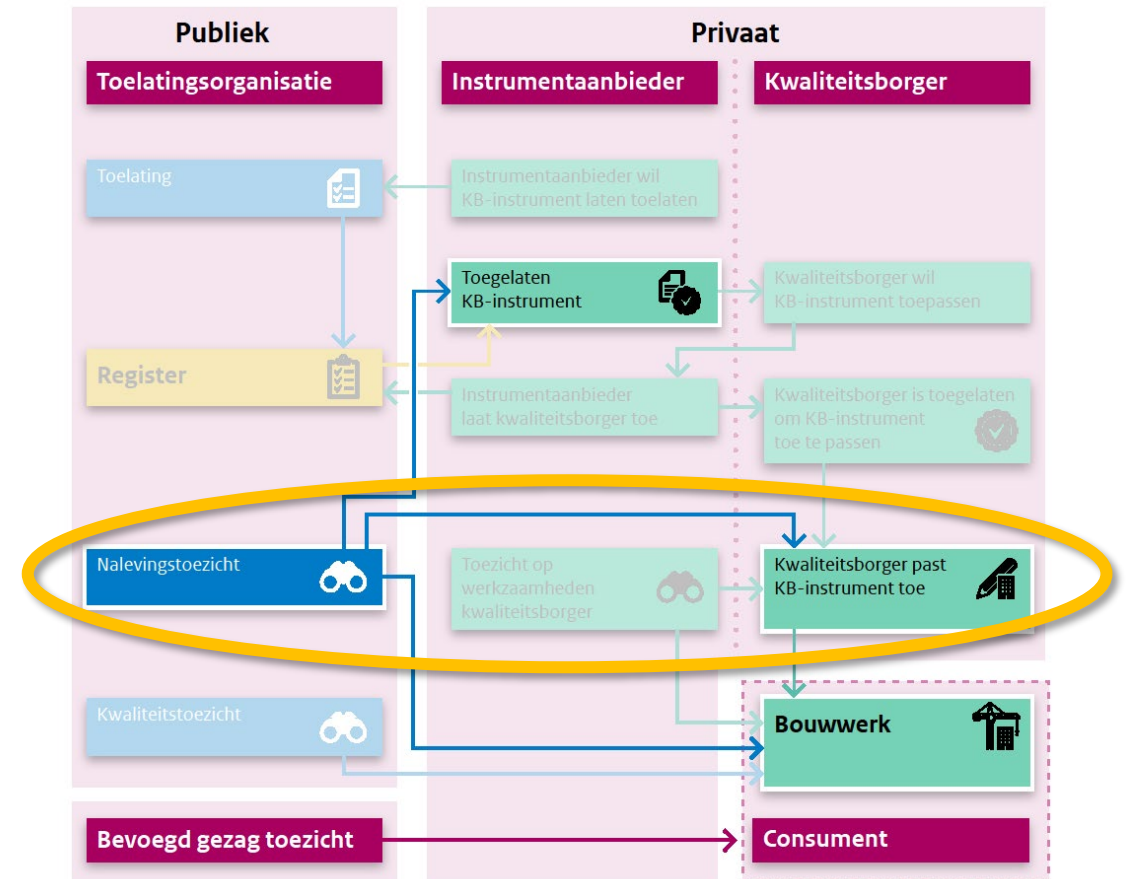 Publiek
Privaat
Toelatingsorganisatie
Instrumentaanbieder
Kwaliteitsborger
Toelating
Instrumentaanbieder wil
KB-instrument laten toelaten
Toegelaten
KB-instrument
Kwaliteitsborger wil
KB-instrument toepassen
Register
Instrumentaanbieder
laat kwaliteitsborger toe
Kwaliteitsborger is toegelaten
om KB-instrument
toe te passen
Nalevingstoezicht
Toezicht op
werkzaamheden
kwaliteitsborger
Kwaliteitsborger past
KB-instrument toe
Kwaliteitstoezicht
Bouwwerk
Bevoegd gezag toezicht
Consument